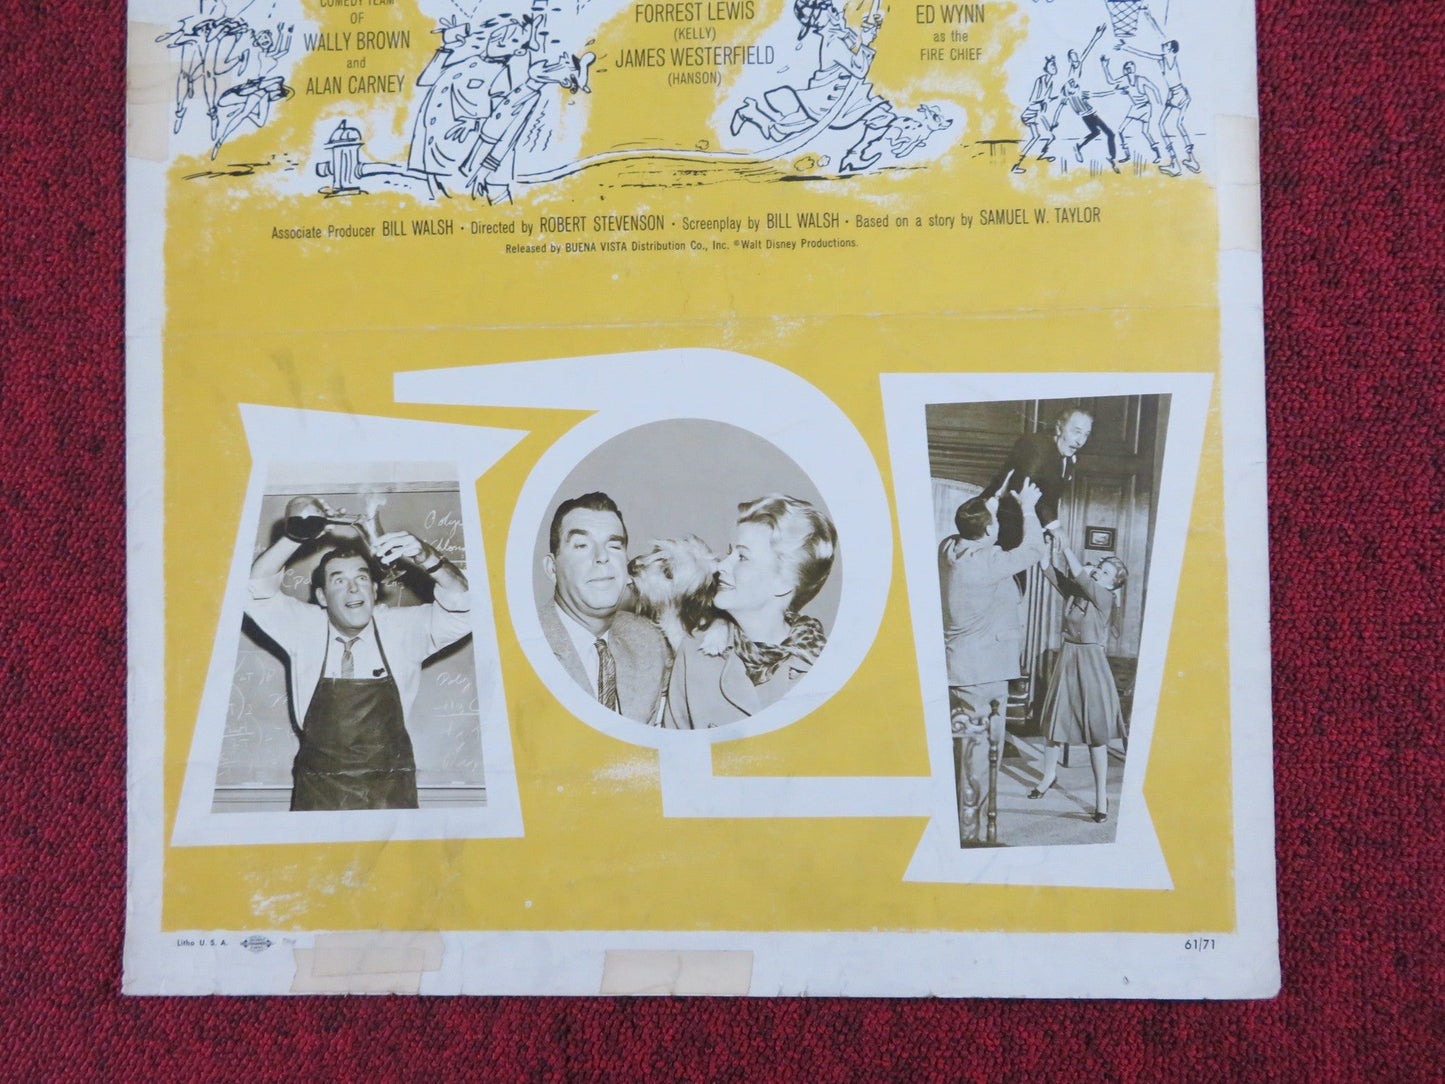 COMEDY TEAM
OF
WALLY BROWN
and
ALAN CARNEY
FORREST LEWIS
(KELLY)
JAMES WESTERFIELD
(HANSON)
ED WYNN
as the
FIRE CHIEF
Associate Producer BILL WALSH · Directed by ROBERT STEVENSON · Screenplay by BILL WALSH · Based on a story by SAMUEL W. TAYLOR
Released by BUENA VISTA Distribution Co., Inc. ©Walt Disney Productions.
Litho U. S. A.
61/71